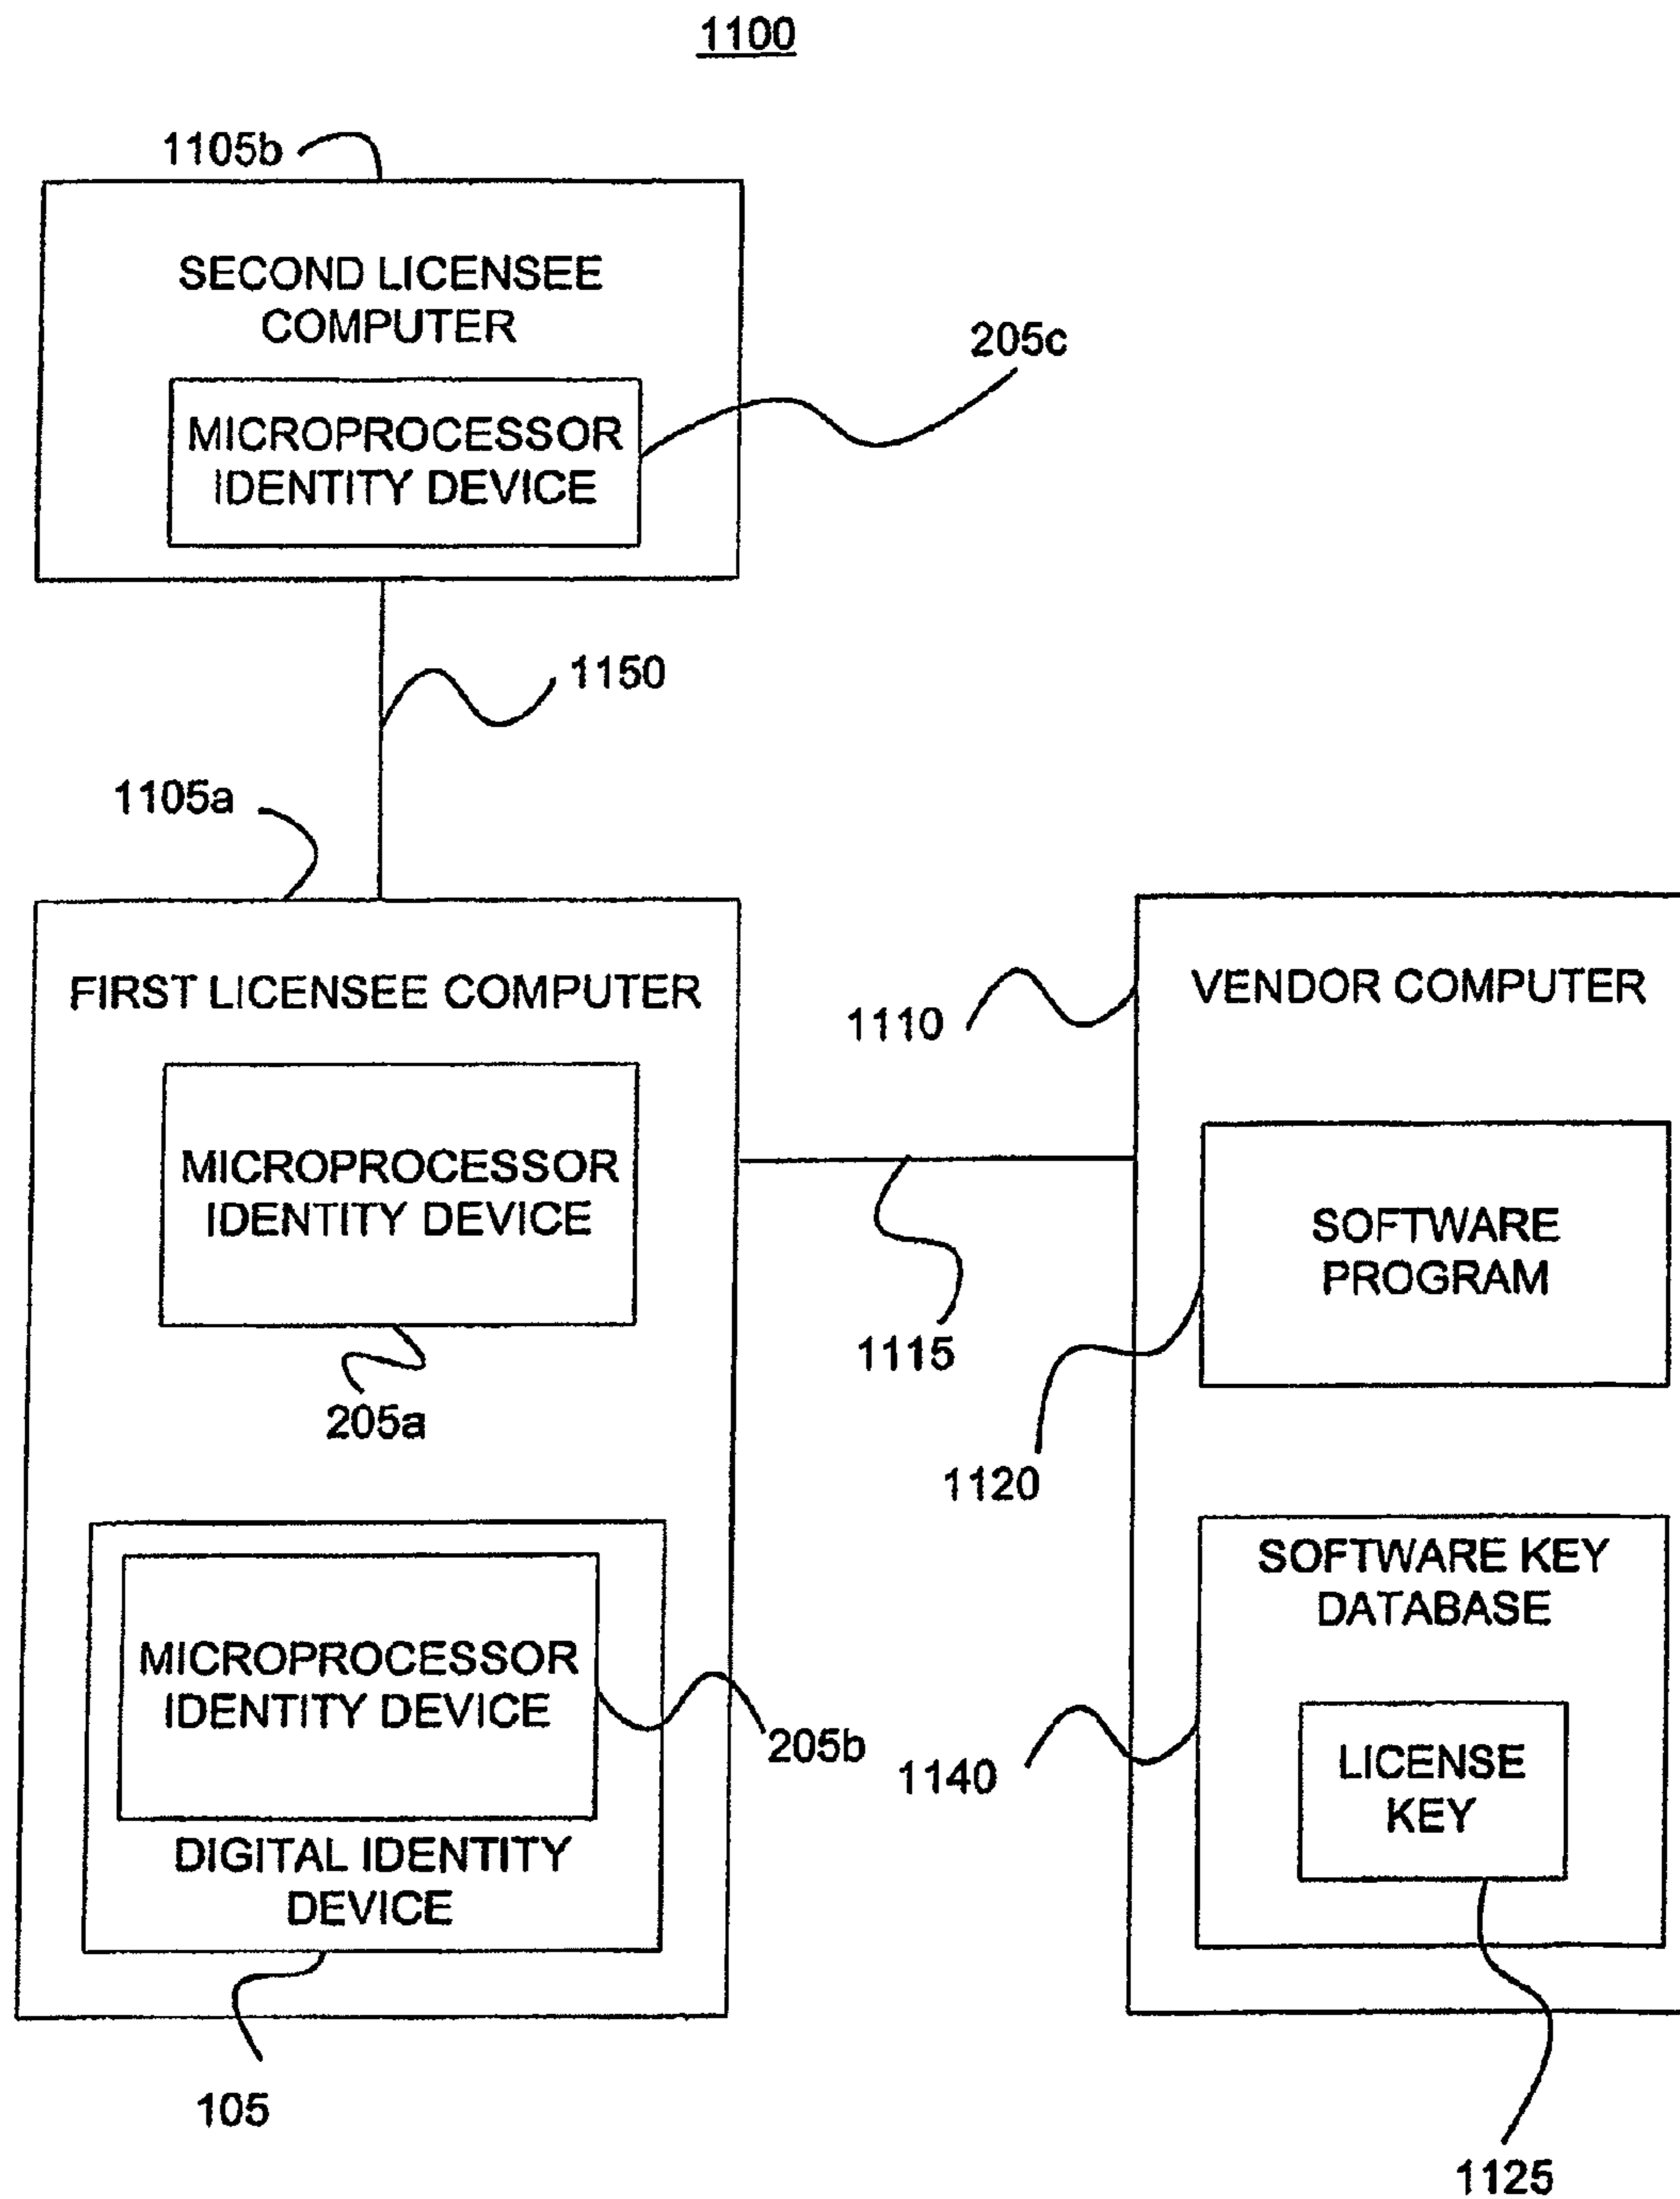 1100
1105b
SECOND LICENSEE
COMPUTER
205c
MICROPROCESSOR
IDENTITY DEVICE
1150
1105a
FIRST LICENSEE COMPUTER
MICROPROCESSOR
IDENTITY DEVICE
205a
MICROPROCESSOR
IDENTITY DEVICE
205b
DIGITAL IDENTITY
DEVICE
105
1110
VENDOR COMPUTER
1115
SOFTWARE
PROGRAM
1120
SOFTWARE KEY
DATABASE
1140
LICENSE
KEY
1125